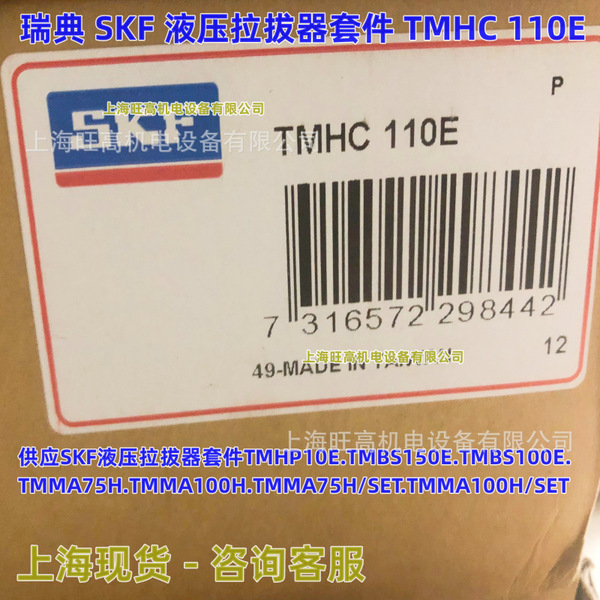 瑞典 SKF 液压拉拔器套件 TMHC 110E
P
SKF
上海旺高机电设备有限公司
上海旺高机电设备有限公司
TMHC 110E
7 316572 298442
上海旺高机电设备有限公司
49-MADE IN TAIWAN
12
上海旺高机电设备有限公司
供应SKF液压拉拔器套件TMHP10E.TMBS150E.TMBS100E.
TMMA75H.TMMA100H.TMMA75H/SET.TMMA100H/SET
上海现货 - 咨询客服